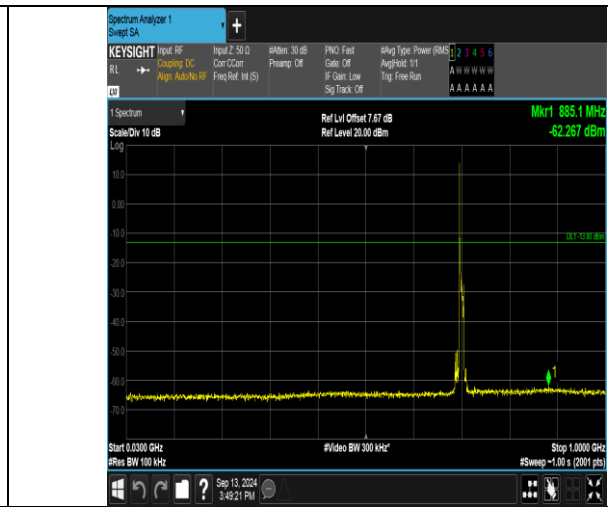 Spectrum Analyzer 1
Swept SA
KEYSIGHT Input: RF Input Z: 50 Ω #Atten: 30 dB PNO: Fast #Avg Type: Power (RMS 1 2 3 4 5 6
RL Coupling: DC Corr CCorr Preamp: Off Gate: Off Avg|Hold: 1/1 A W W W W W
Align: Auto/No RF Freq Ref: Int (S) IF Gain: Low Trig: Free Run
LXI Sig Track: Off A A A A A A
1 Spectrum Ref Lvl Offset 7.67 dB Mkr1 885.1 MHz
Scale/Div 10 dB Ref Level 20.00 dBm -62.267 dBm
Log
10.0
0.00
-10.0 DL1 -13.00 dBm
-20.0
-30.0
-40.0
-50.0
-60.0 1
-70.0
Start 0.0300 GHz #Video BW 300 kHz* Stop 1.0000 GHz
#Res BW 100 kHz #Sweep ~1.00 s (2001 pts)
? Sep 13, 2024
3:49:21 PM